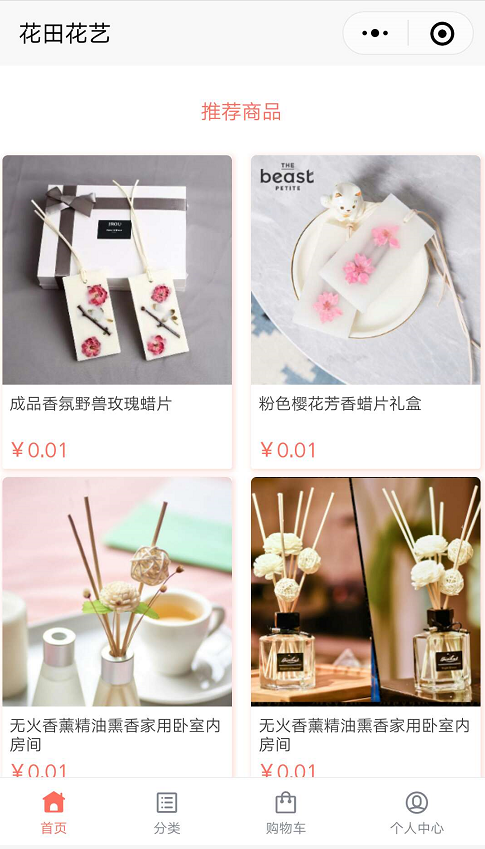 花田花艺
推荐商品
THE
beast
PETITS
成品香氛野兽玫瑰蜡片
粉色樱花芳香蜡片礼盒
￥0.01
￥0.01
无火香薰精油熏香家用卧室内
房间
无火香薰精油熏香家用卧室内
房间
￥0.01
￥0.01
首页
分类
购物车
个人中心